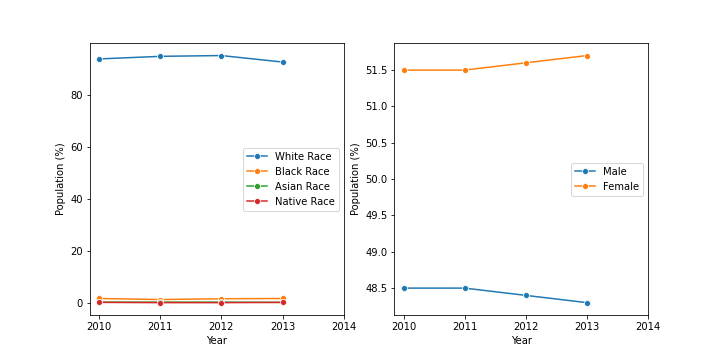 80
60
40
20
0
Population (%)
2010 2011 2012 2013 2014
Year
White Race
Black Race
Asian Race
Native Race
51.5
51.0
50.5
50.0
49.5
49.0
48.5
Population (%)
2010 2011 2012 2013 2014
Year
Male
Female